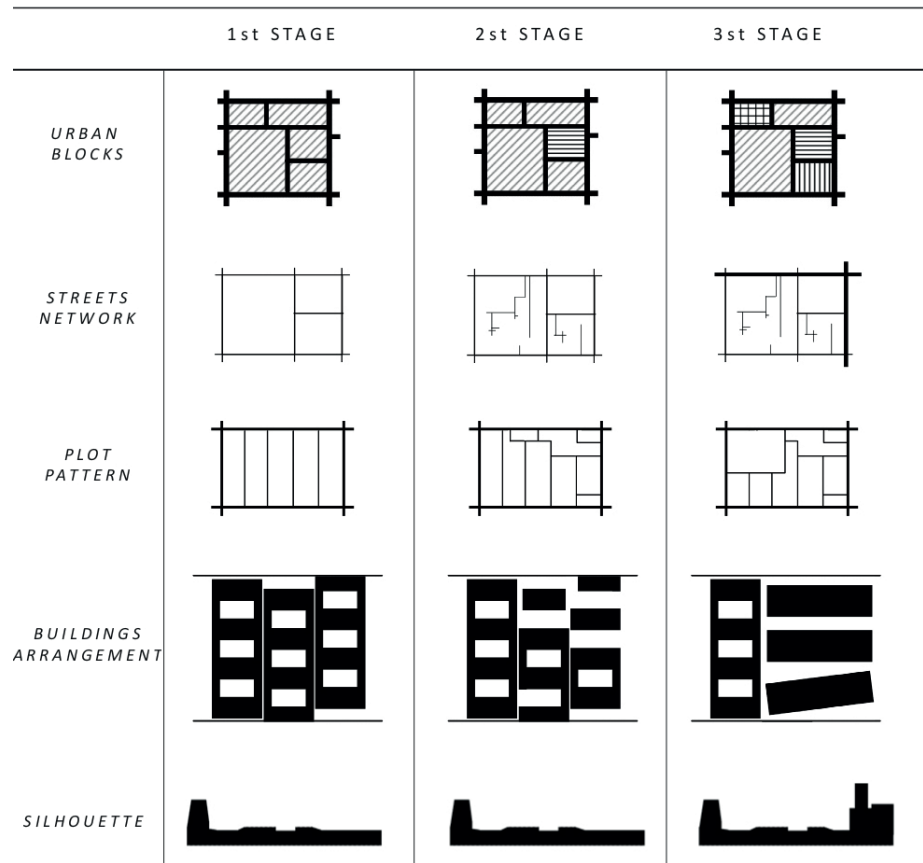 1st STAGE
2st STAGE
3st STAGE
URBAN
BLOCKS
STREETS
NETWORK
PLOT
PATTERN
BUILDINGS
ARRANGEMENT
SILHOUETTE